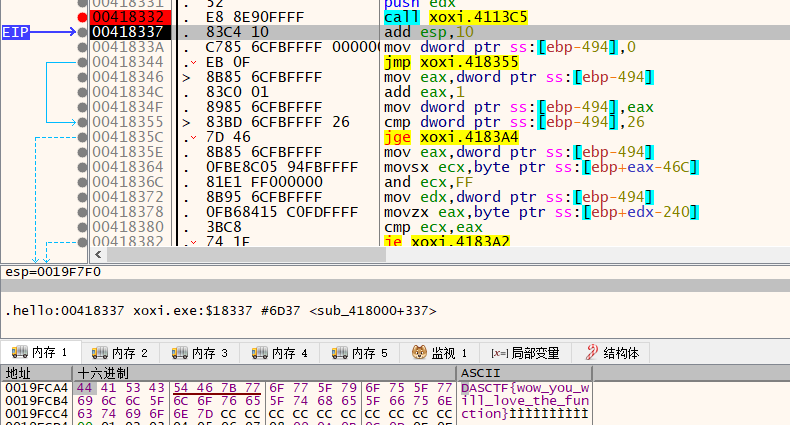 00418331 . 52 push edx
00418332 . E8 8E90FFFF call xoxi.4113C5
EIP 00418337 . 83C4 10 add esp,10
0041833A . C785 6CFBFFFF 000000 mov dword ptr ss:[ebp-494],0
00418344 . EB 0F jmp xoxi.418355
00418346 > 8B85 6CFBFFFF mov eax,dword ptr ss:[ebp-494]
0041834C . 83C0 01 add eax,1
0041834F . 8985 6CFBFFFF mov dword ptr ss:[ebp-494],eax
00418355 > 83BD 6CFBFFFF 26 cmp dword ptr ss:[ebp-494],26
0041835C . 7D 46 jge xoxi.4183A4
0041835E . 8B85 6CFBFFFF mov eax,dword ptr ss:[ebp-494]
00418364 . 0FBE8C05 94FBFFFF movsx ecx,byte ptr ss:[ebp+eax-46C]
0041836C . 81E1 FF000000 and ecx,FF
00418372 . 8B95 6CFBFFFF mov edx,dword ptr ss:[ebp-494]
00418378 . 0FB68415 C0FDFFFF movzx eax,byte ptr ss:[ebp+edx-240]
00418380 . 3BC8 cmp ecx,eax
00418382 . 74 1E je xoxi.4183A2
esp=0019F7F0
.hello:00418337 xoxi.exe:$18337 #6D37 <sub_418000+337>
内存 1 内存 2 内存 3 内存 4 内存 5 监视 1 [x=] 局部变量 结构体
地址 十六进制 ASCII
0019FCA4 44 41 53 43 54 46 7B 77 6F 77 5F 79 6F 75 5F 77 DASCTF{wow_you_w
0019FCB4 69 6C 6C 5F 6C 6F 76 65 5F 74 68 65 5F 66 75 6E ill_love_the_fun
0019FCC4 63 74 69 6F 6E 7D CC CC CC CC CC CC CC CC CC CC ction}ÌÌÌÌÌÌÌÌÌÌ